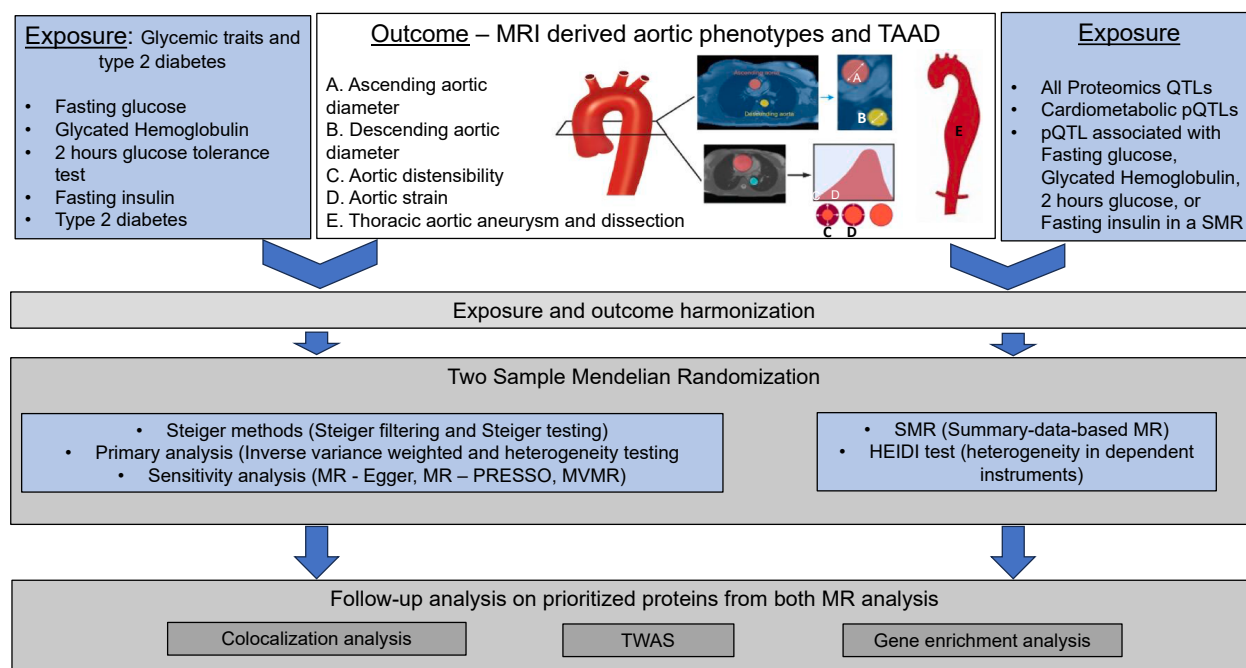 Exposure: Glycemic traits and
type 2 diabetes
• Fasting glucose
• Glycated Hemoglobulin
• 2 hours glucose tolerance
test
• Fasting insulin
• Type 2 diabetes
Outcome – MRI derived aortic phenotypes and TAAD
A. Ascending aortic
diameter
B. Descending aortic
diameter
C. Aortic distensibility
D. Aortic strain
E. Thoracic aortic aneurysm and dissection
Ascending aorta
Descending aorta
A
B
C D
C D
E
Exposure
• All Proteomics QTLs
• Cardiometabolic pQTLs
• pQTL associated with
Fasting glucose,
Glycated Hemoglobulin,
2 hours glucose, or
Fasting insulin in a SMR
Exposure and outcome harmonization
Two Sample Mendelian Randomization
• Steiger methods (Steiger filtering and Steiger testing)
• Primary analysis (Inverse variance weighted and heterogeneity testing
• Sensitivity analysis (MR - Egger, MR – PRESSO, MVMR)
• SMR (Summary-data-based MR)
• HEIDI test (heterogeneity in dependent
instruments)
Follow-up analysis on prioritized proteins from both MR analysis
Colocalization analysis
TWAS
Gene enrichment analysis